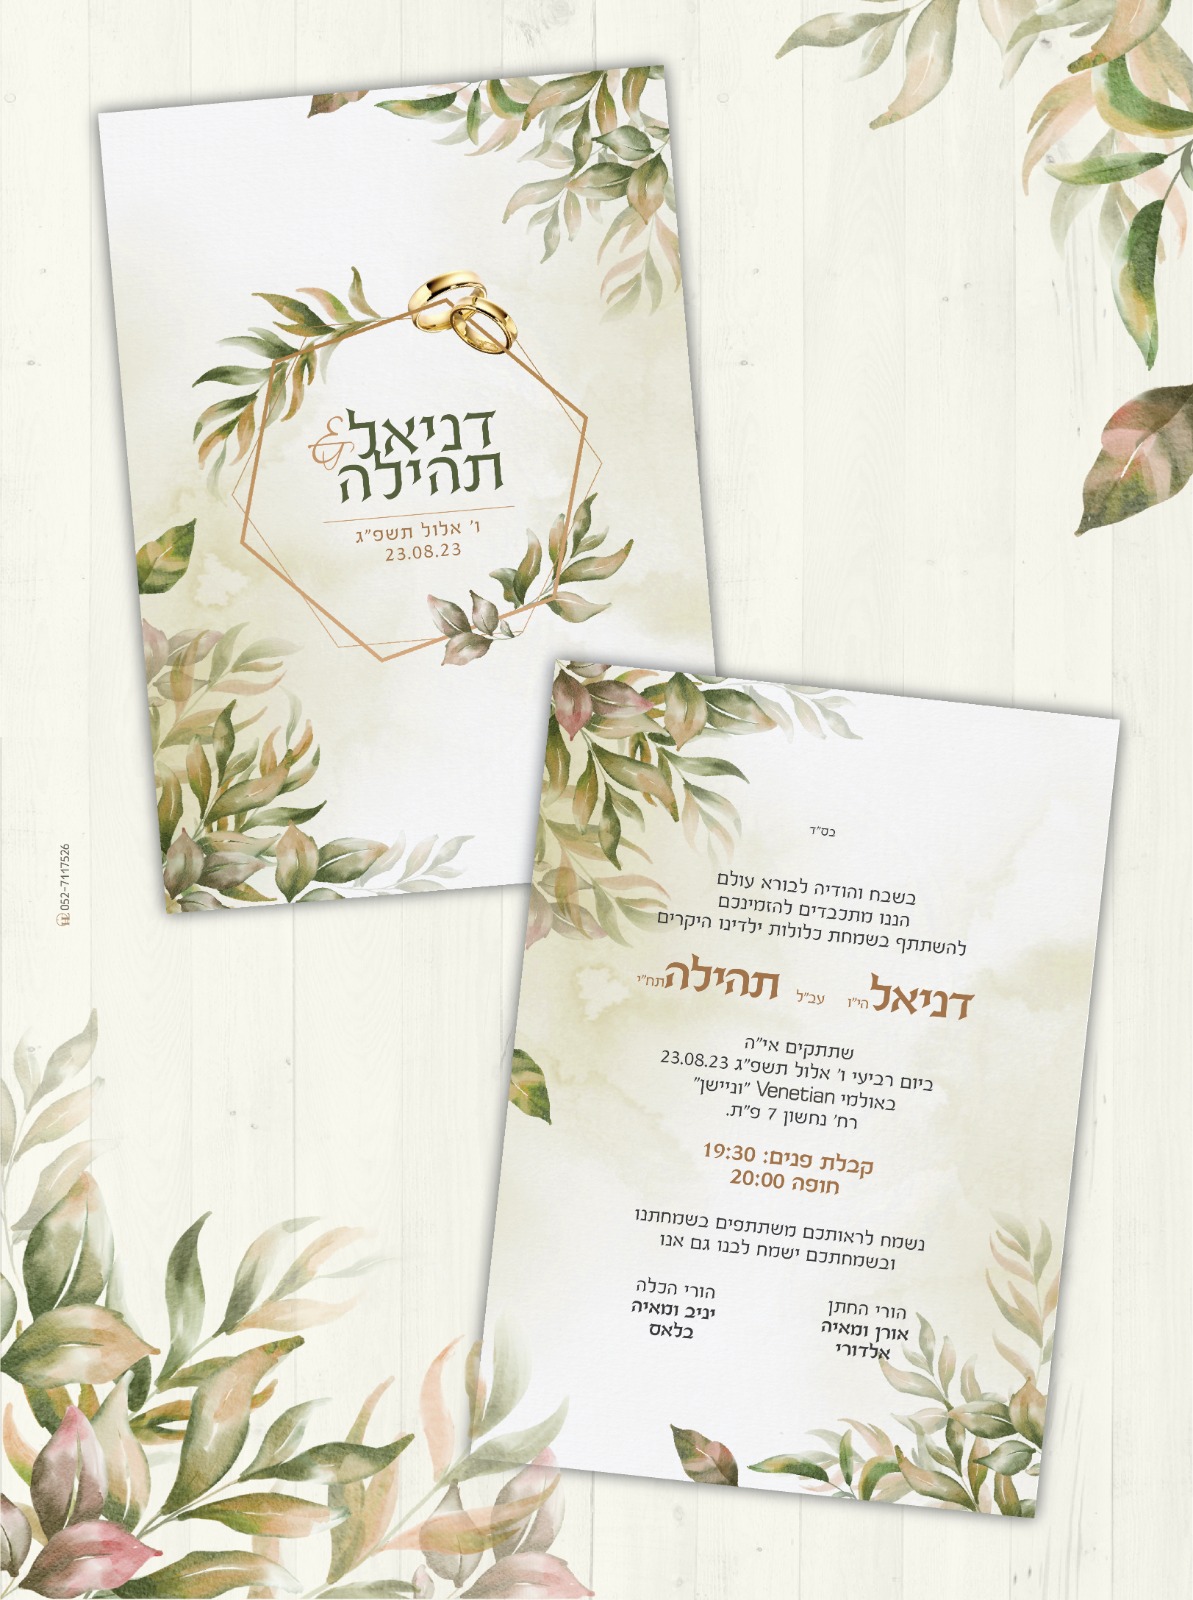 דניאל &
תהילה
ו' אלול תשפ"ג
23.08.23
בס"ד
בשבח והודיה לבורא עולם
הננו מתכבדים להזמינכם
להשתתף בשמחת כלולות ילדינו היקרים
דניאל הי"ו עב"ל תהילה תחי'
שתתקים אי"ה
ביום רביעי ו' אלול תשפ"ג 23.08.23
באולמי Venetian "וניישן"
רח' נחשון 7 פ"ת.
קבלת פנים: 19:30
חופה 20:00
נשמח לראותכם משתתפים בשמחתנו
ובשמחתכם ישמח לבנו גם אנו
הורי החתן
אורן ומאיה
אלדורי
הורי הכלה
יניב ומאיה
בלאס
052-7117526